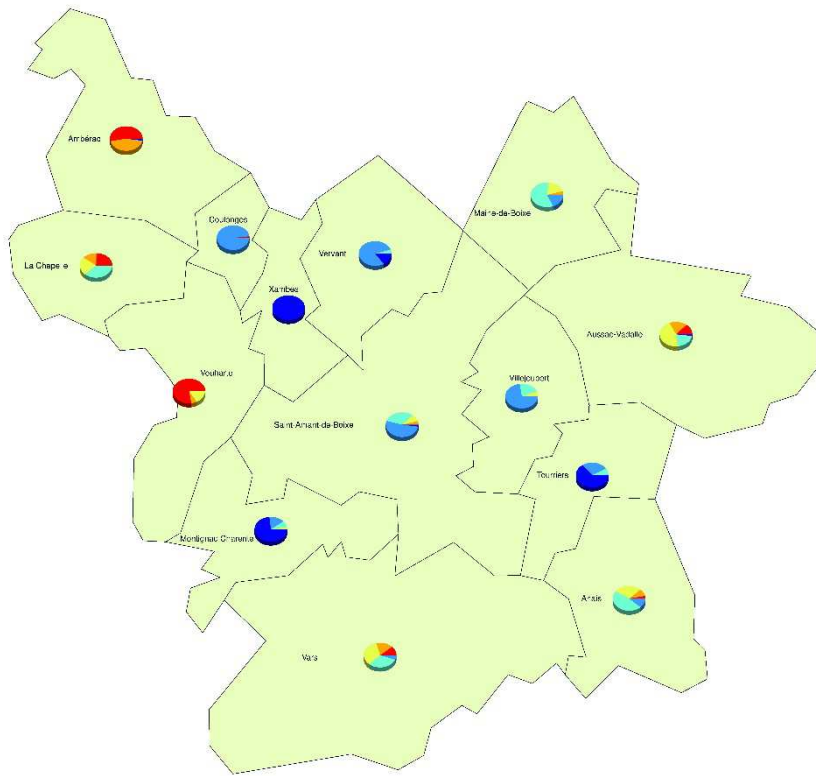 Ambérac
Coulonges
Maine-de-Boixe
Vervant
La Chapelle
Xambes
Aussac-Vadalle
Vouharte
Villejoubert
Saint-Amant-de-Boixe
Tourriers
Montignac Charente
Anais
Vars